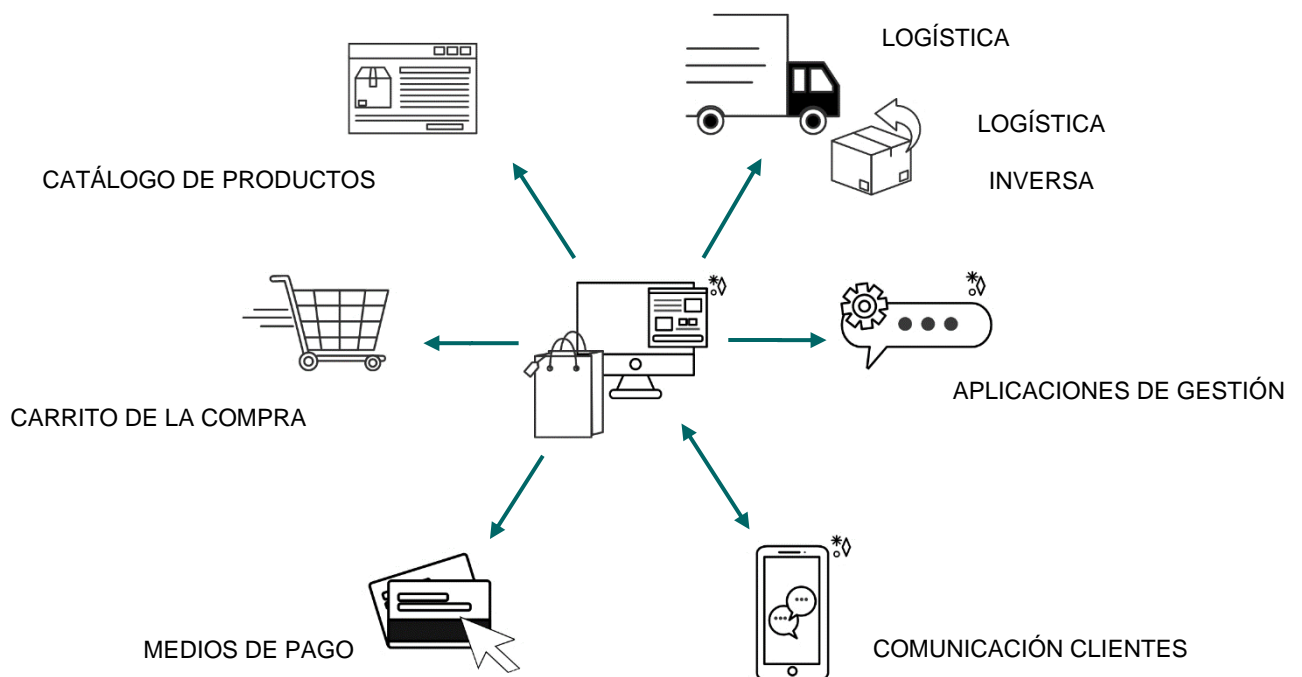 LOGÍSTICA
LOGÍSTICA
INVERSA
CATÁLOGO DE PRODUCTOS
CARRITO DE LA COMPRA
APLICACIONES DE GESTIÓN
MEDIOS DE PAGO
COMUNICACIÓN CLIENTES